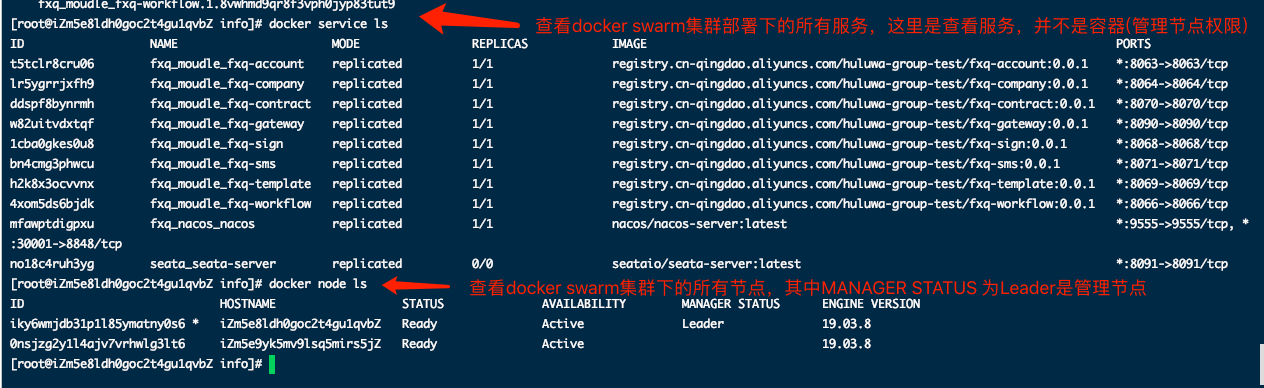 fxq_moudle_fxq-workflow.1.8vwhmd9qr8f3vph0jyp83tut9
[root@iZm5e8ldh0goc2t4gu1qvbZ info]# docker service ls
查看docker swarm集群部署下的所有服务，这里是查看服务，并不是容器(管理节点权限)
ID NAME MODE REPLICAS IMAGE PORTS
t5tclr8cru06 fxq_moudle_fxq-account replicated 1/1 registry.cn-qingdao.aliyuncs.com/huluwa-group-test/fxq-account:0.0.1 *:8063->8063/tcp
lr5ygrrjxfh9 fxq_moudle_fxq-company replicated 1/1 registry.cn-qingdao.aliyuncs.com/huluwa-group-test/fxq-company:0.0.1 *:8064->8064/tcp
ddspf8bynrmh fxq_moudle_fxq-contract replicated 1/1 registry.cn-qingdao.aliyuncs.com/huluwa-group-test/fxq-contract:0.0.1 *:8070->8070/tcp
w82uitvdxtqf fxq_moudle_fxq-gateway replicated 1/1 registry.cn-qingdao.aliyuncs.com/huluwa-group-test/fxq-gateway:0.0.1 *:8090->8090/tcp
1cba0gkes0u8 fxq_moudle_fxq-sign replicated 1/1 registry.cn-qingdao.aliyuncs.com/huluwa-group-test/fxq-sign:0.0.1 *:8068->8068/tcp
bn4cmg3phwcu fxq_moudle_fxq-sms replicated 1/1 registry.cn-qingdao.aliyuncs.com/huluwa-group-test/fxq-sms:0.0.1 *:8071->8071/tcp
h2k8x3ocvvnx fxq_moudle_fxq-template replicated 1/1 registry.cn-qingdao.aliyuncs.com/huluwa-group-test/fxq-template:0.0.1 *:8069->8069/tcp
4xom5ds6bjdk fxq_moudle_fxq-workflow replicated 1/1 registry.cn-qingdao.aliyuncs.com/huluwa-group-test/fxq-workflow:0.0.1 *:8066->8066/tcp
mfawptdigpxu fxq_nacos_nacos replicated 1/1 nacos/nacos-server:latest *:9555->9555/tcp, *
:30001->8848/tcp
no18c4ruh3yg seata_seata-server replicated 0/0 seataio/seata-server:latest *:8091->8091/tcp
[root@iZm5e8ldh0goc2t4gu1qvbZ info]# docker node ls
查看docker swarm集群下的所有节点，其中MANAGER STATUS 为Leader是管理节点
ID HOSTNAME STATUS AVAILABILITY MANAGER STATUS ENGINE VERSION
iky6wmjdb31p1l85ymatny0s6 * iZm5e8ldh0goc2t4gu1qvbZ Ready Active Leader 19.03.8
0nsjzg2y1l4ajv7vrhwlg3lt6 iZm5e9yk5mv9lsq5mirs5jZ Ready Active 19.03.8
[root@iZm5e8ldh0goc2t4gu1qvbZ info]#